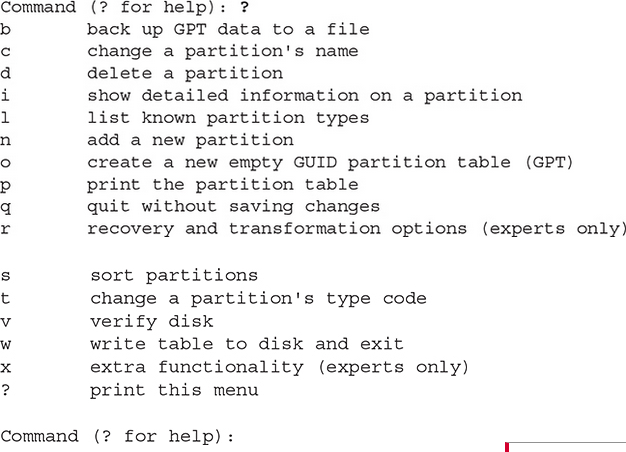 Command (? for help): ?
b back up GPT data to a file
c change a partition's name
d delete a partition
i show detailed information on a partition
l list known partition types
n add a new partition
o create a new empty GUID partition table (GPT)
p print the partition table
q quit without saving changes
r recovery and transformation options (experts only)
s sort partitions
t change a partition's type code
v verify disk
w write table to disk and exit
x extra functionality (experts only)
? print this menu
Command (? for help):